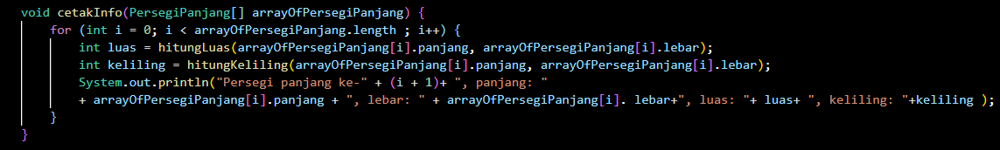 void cetakInfo(PersegiPanjang[] arrayOfPersegiPanjang) {
for (int i = 0; i < arrayOfPersegiPanjang.length ; i++) {
int luas = hitungLuas(arrayOfPersegiPanjang[i].panjang, arrayOfPersegiPanjang[i].lebar);
int keliling = hitungKeliling(arrayOfPersegiPanjang[i].panjang, arrayOfPersegiPanjang[i].lebar);
System.out.println("Persegi panjang ke-" + (i + 1)+ ", panjang: "
+ arrayOfPersegiPanjang[i].panjang + ", lebar: " + arrayOfPersegiPanjang[i]. lebar+", luas: "+ luas+ ", keliling: "+keliling );
}
}